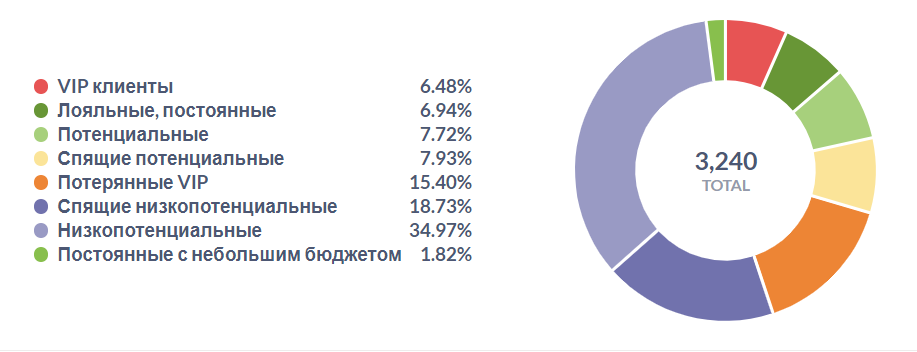 VIP клиенты 6.48%
Лояльные, постоянные 6.94%
Потенциальные 7.72%
Спящие потенциальные 7.93%
Потерянные VIP 15.40%
Спящие низкопотенциальные 18.73%
Низкопотенциальные 34.97%
Постоянные с небольшим бюджетом 1.82%
3,240
TOTAL